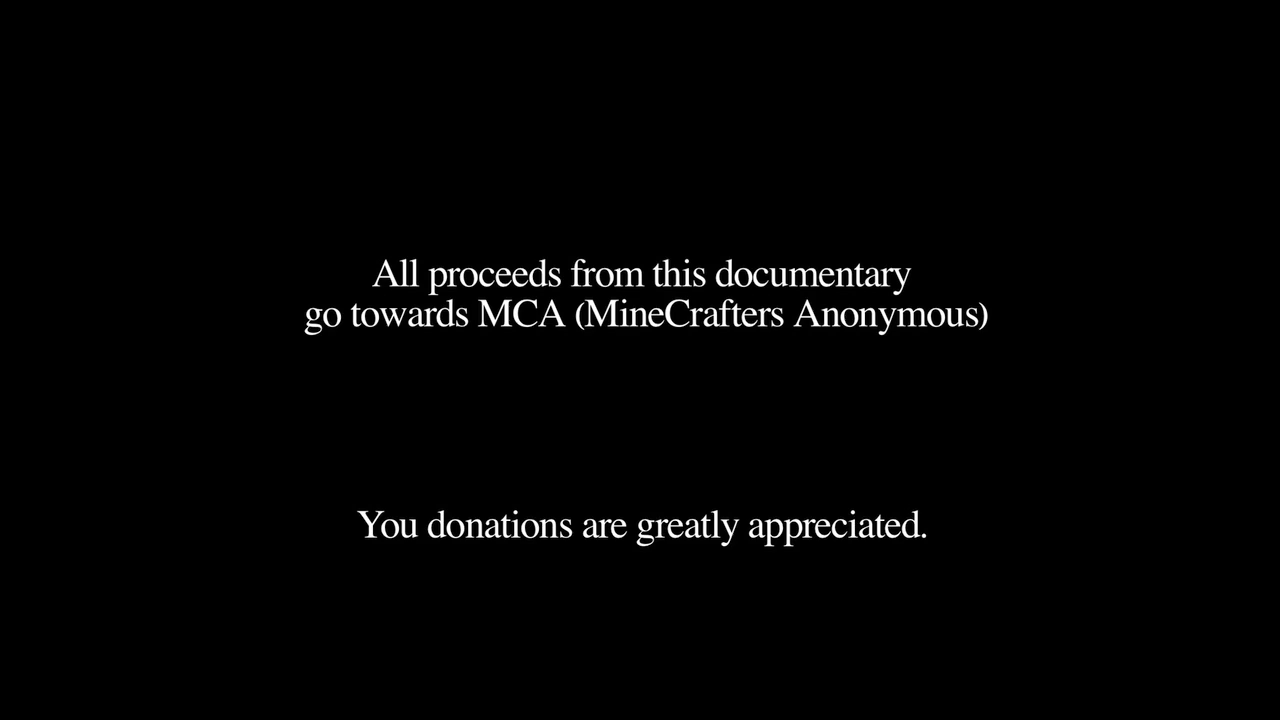 All proceeds from this documentary
go towards MCA (MineCrafters Anonymous)
You donations are greatly appreciated.